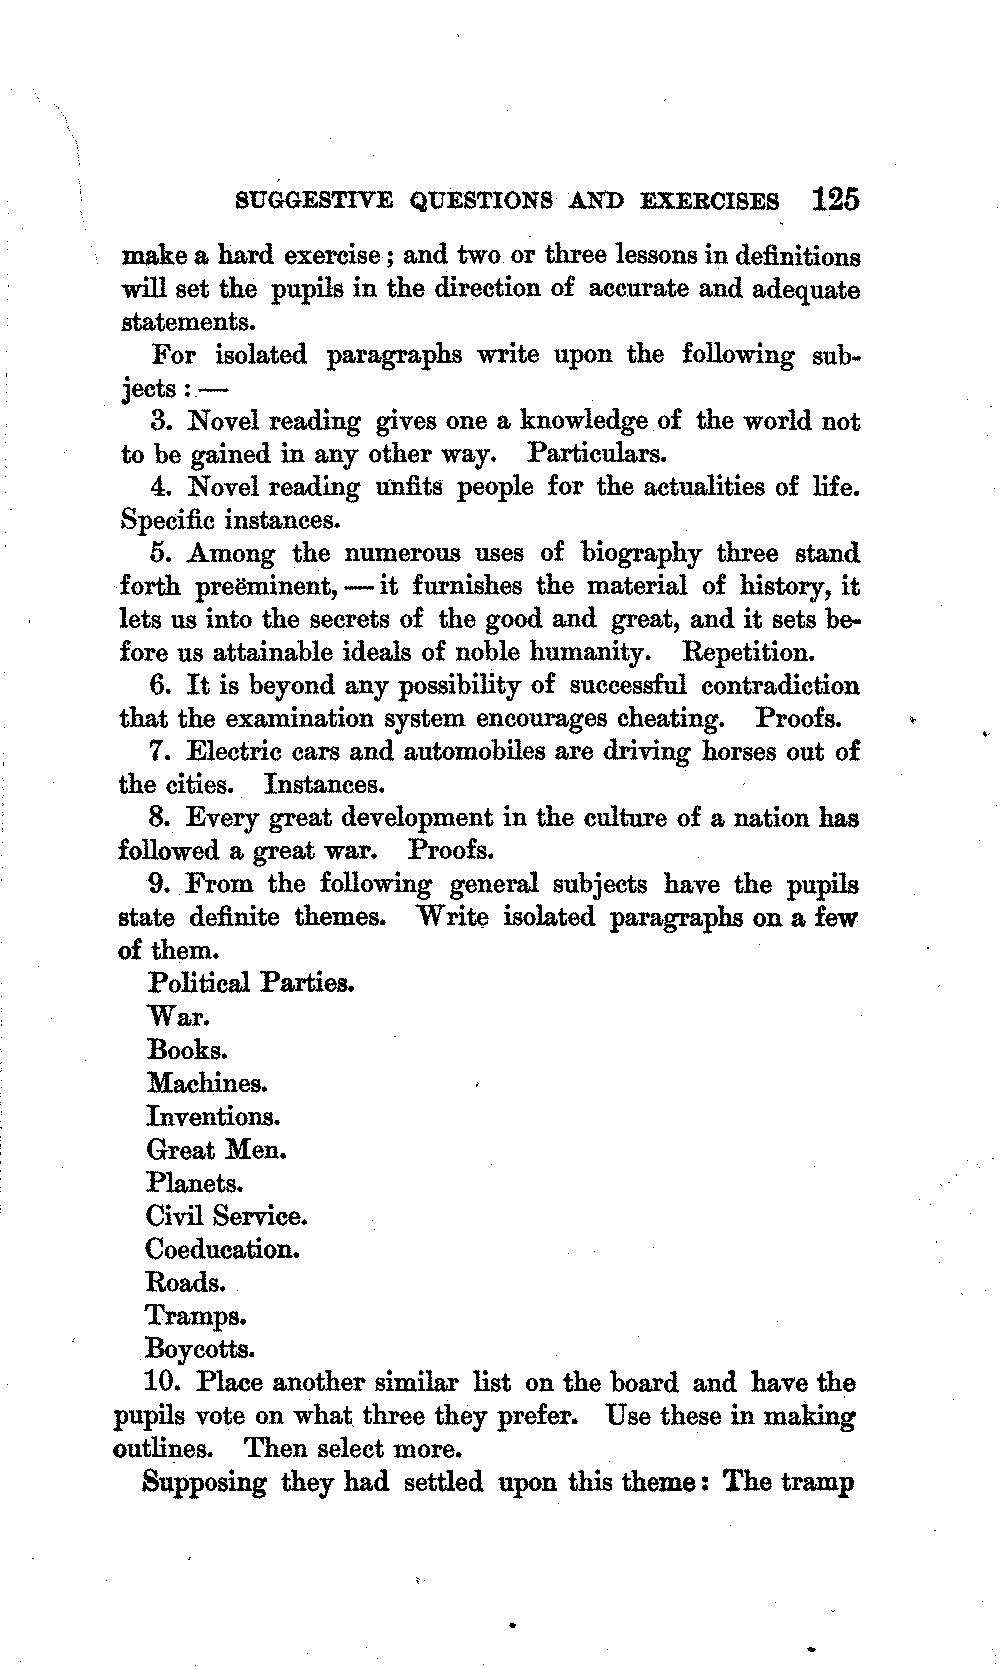 SUGGESTIVE QUESTIONS AND EXERCISES 125
make a hard exercise; and two or three lessons in definitions
will set the pupils in the direction of accurate and adequate
statements.
For isolated paragraphs write upon the following sub-
jects:—
3. Novel reading gives one a knowledge of the world not
to be gained in any other way. Particulars.
4. Novel reading unfits people for the actualities of life.
Specific instances.
5. Among the numerous uses of biography three stand
forth preëminent,—it furnishes the material of history, it
lets us into the secrets of the good and great, and it sets be-
fore us attainable ideals of noble humanity. Repetition.
6. It is beyond any possibility of successful contradiction
that the examination system encourages cheating. Proofs.
7. Electric cars and automobiles are driving horses out of
the cities. Instances.
8. Every great development in the culture of a nation has
followed a great war. Proofs.
9. From the following general subjects have the pupils
state definite themes. Write isolated paragraphs on a few
of them.
Political Parties.
War.
Books.
Machines.
Inventions.
Great Men.
Planets.
Civil Service.
Coeducation.
Roads.
Tramps.
Boycotts.
10. Place another similar list on the board and have the
pupils vote on what three they prefer. Use these in making
outlines. Then select more.
Supposing they had settled upon this theme: The tramp